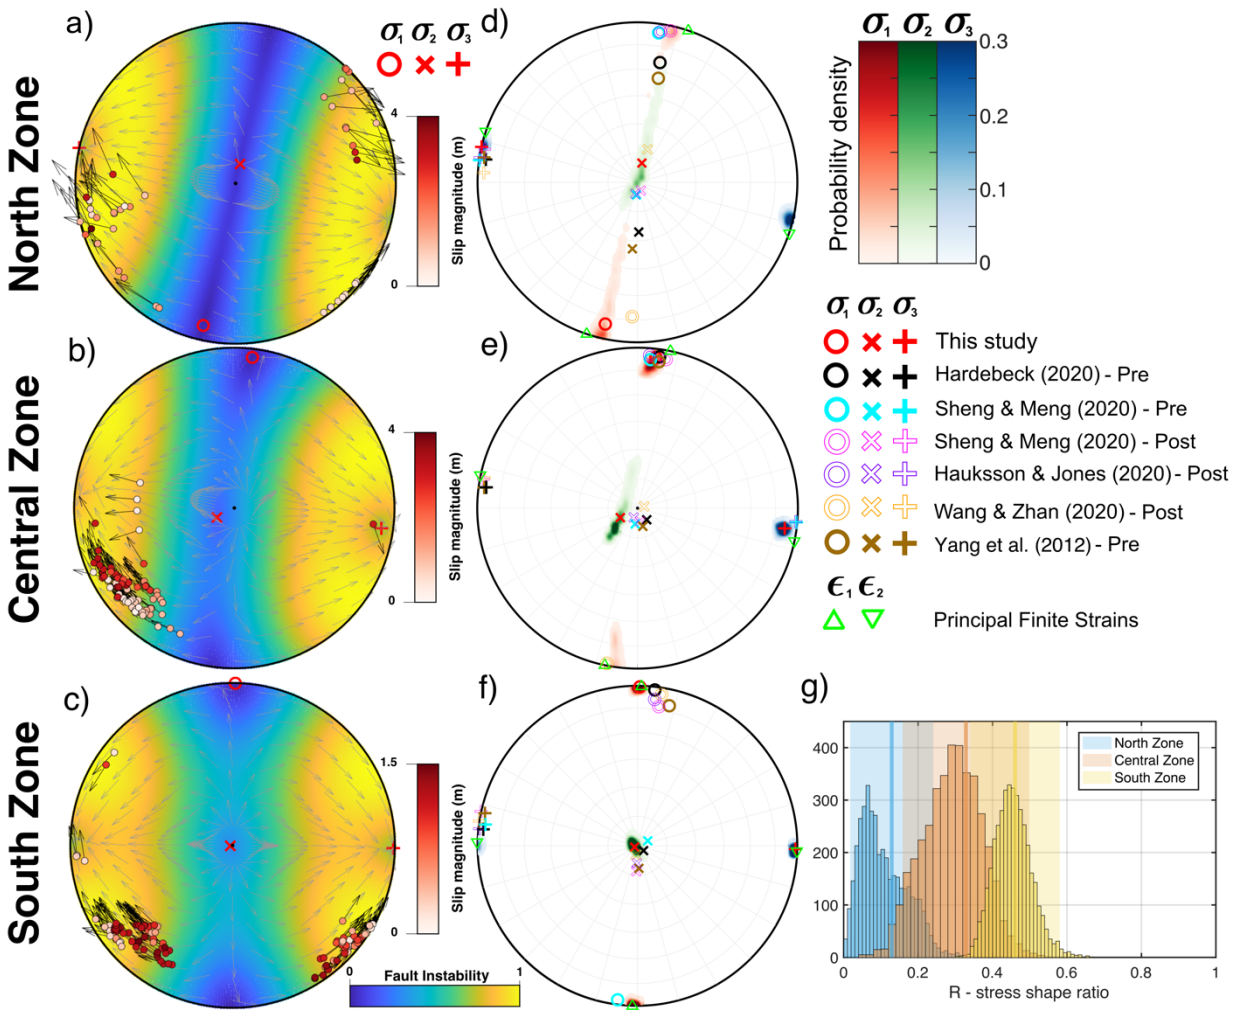 a)
σ1 σ2 σ3
North Zone
4
Slip magnitude (m)
0
d)
σ1 σ2 σ3
Probability density
0.3
0.2
0.1
0
b)
Central Zone
4
Slip magnitude (m)
0
e)
σ1 σ2 σ3
This study
Hardebeck (2020) - Pre
Sheng & Meng (2020) - Pre
Sheng & Meng (2020) - Post
Hauksson & Jones (2020) - Post
Wang & Zhan (2020) - Post
Yang et al. (2012) - Pre
ϵ1 ϵ2
Principal Finite Strains
c)
South Zone
1.5
Slip magnitude (m)
0
Fault Instability
0 1
f)
g)
400
300
200
100
0
North Zone
Central Zone
South Zone
0 0.2 0.4 0.6 0.8 1
R - stress shape ratio